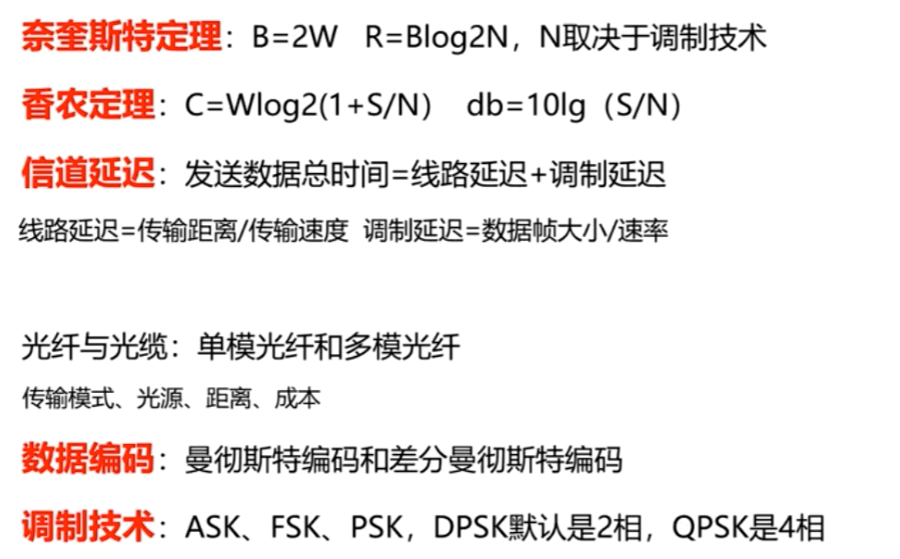 奈奎斯特定理：B=2W R=Blog2N，N取决于调制技术
香农定理：C=Wlog2(1+S/N） db=10lg（S/N）
信道延迟：发送数据总时间=线路延迟+调制延迟
线路延迟=传输距离/传输速度 调制延迟=数据帧大小/速率
光纤与光缆：单模光纤和多模光纤
传输模式、光源、距离、成本
数据编码：曼彻斯特编码和差分曼彻斯特编码
调制技术：ASK、FSK、PSK，DPSK默认是2相，QPSK是4相